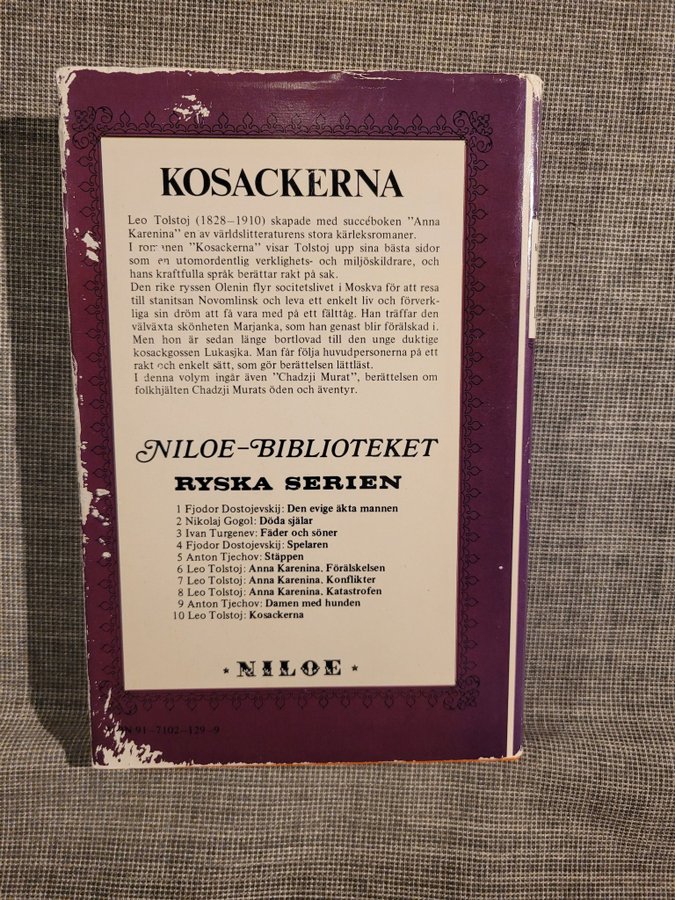 KOSACKERNA
Leo Tolstoj (1828–1910) skapade med succéboken ”Anna
Karenina” en av världslitteraturens stora kärleksromaner.
I romanen ”Kosackerna” visar Tolstoj upp sina bästa sidor
som en utomordentlig verklighets- och miljöskildrare, och
hans kraftfulla språk berättar rakt på sak.
Den rike ryssen Olenin flyr socitetslivet i Moskva för att resa
till stanitsan Novomlinsk och leva ett enkelt liv och förverk-
liga sin dröm att få vara med på ett fälttåg. Han träffar den
välväxta skönheten Marjanka, som han genast blir förälskad i.
Men hon är sedan länge bortlovad till den unge duktige
kosackgossen Lukasjka. Man får följa huvudpersonerna på ett
rakt och enkelt sätt, som gör berättelsen lättläst.
I denna volym ingår även ”Chadzji Murat”, berättelsen om
folkhjälten Chadzji Murats öden och äventyr.
NILOE-BIBLIOTEKET
RYSKA SERIEN
1 Fjodor Dostojevskij: Den evige äkta mannen
2 Nikolaj Gogol: Döda själar
3 Ivan Turgenev: Fäder och söner
4 Fjodor Dostojevskij: Spelaren
5 Anton Tjechov: Stäppen
6 Leo Tolstoj: Anna Karenina, Förälskelsen
7 Leo Tolstoj: Anna Karenina, Konflikter
8 Leo Tolstoj: Anna Karenina, Katastrofen
9 Anton Tjechov: Damen med hunden
10 Leo Tolstoj: Kosackerna
* NILOE *
N 91–7102–129–9